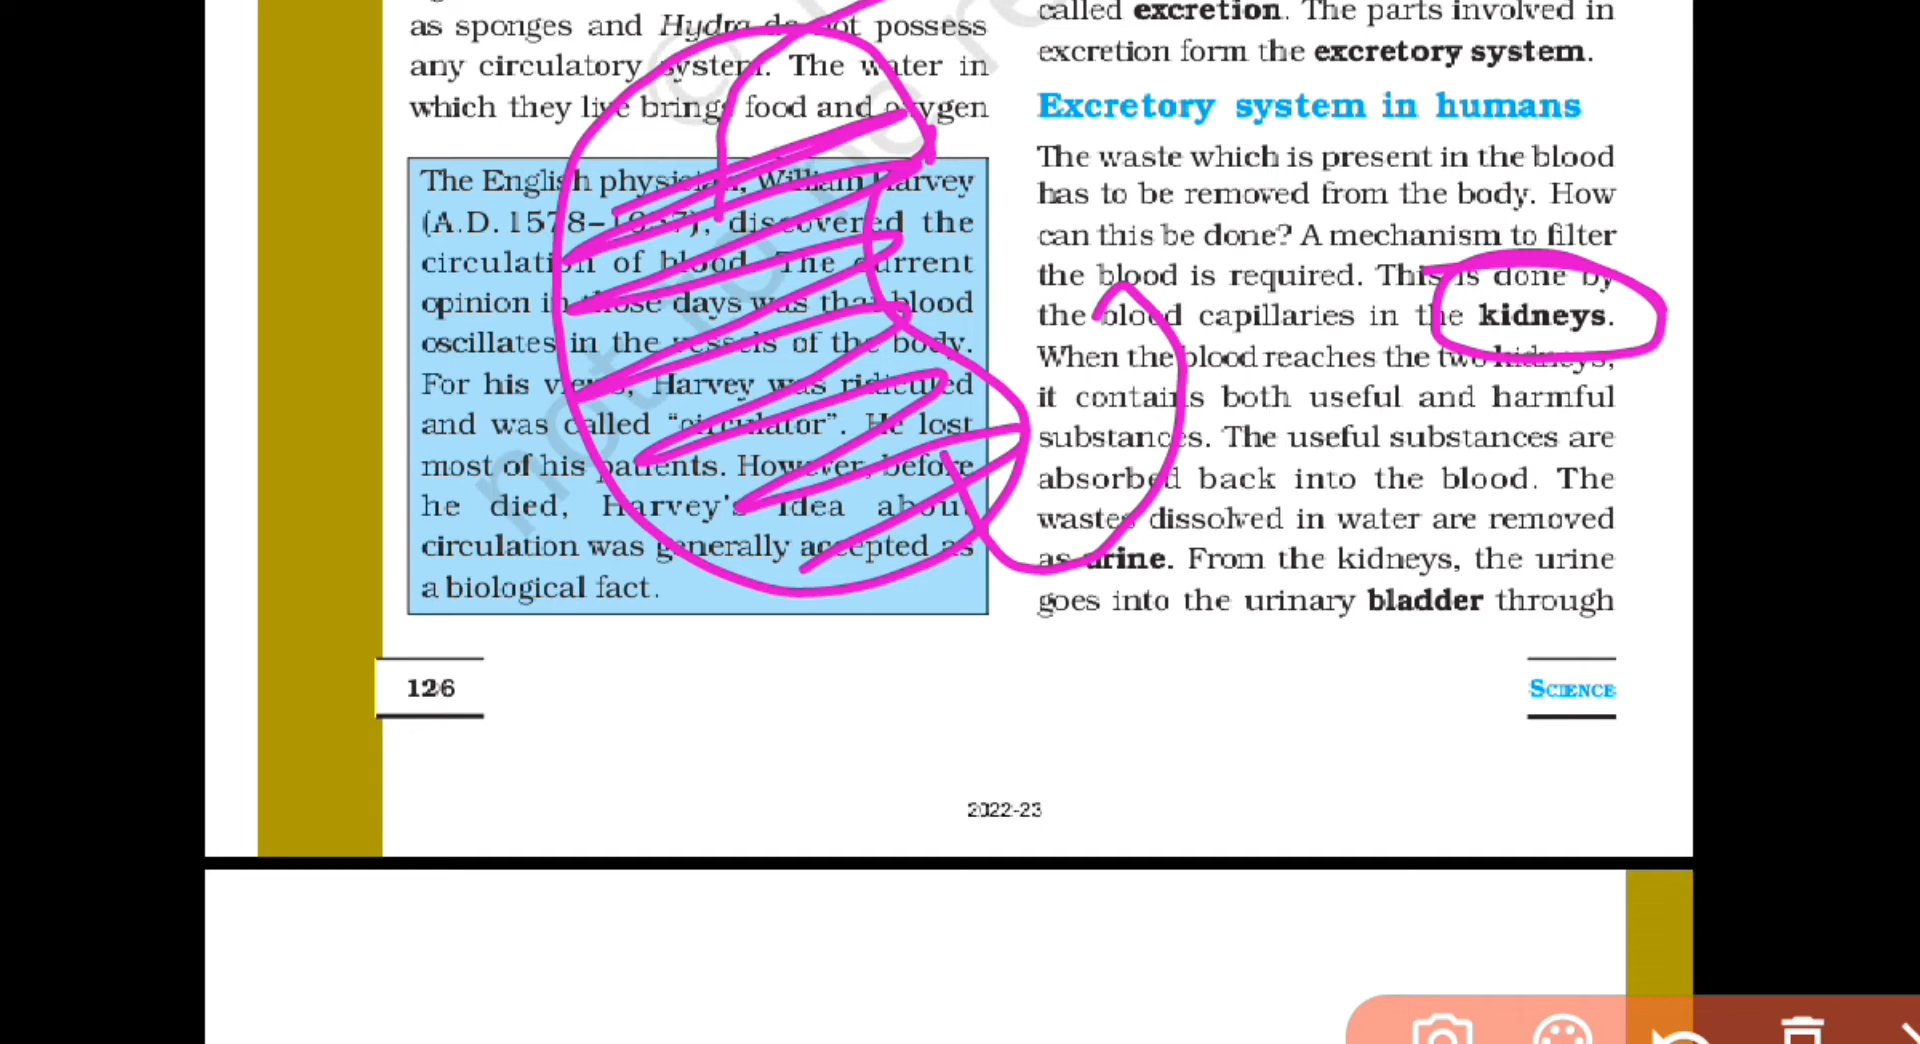 as sponges and Hydra do not possess
any circulatory system. The water in
which they live brings food and oxygen
The English physician, William Harvey
(A.D.1578–1657), discovered the
circulation of blood. The current
opinion in those days was that blood
oscillates in the vessels of the body.
For his views, Harvey was ridiculed
and was called “circulator”. He lost
most of his patients. However, before
he died, Harvey’s idea about
circulation was generally accepted as
a biological fact.
called excretion. The parts involved in
excretion form the excretory system.
Excretory system in humans
The waste which is present in the blood
has to be removed from the body. How
can this be done? A mechanism to filter
the blood is required. This is done by
the blood capillaries in the kidneys.
When the blood reaches the two kidneys,
it contains both useful and harmful
substances. The useful substances are
absorbed back into the blood. The
wastes dissolved in water are removed
as urine. From the kidneys, the urine
goes into the urinary bladder through
126
SCIENCE
2022-23